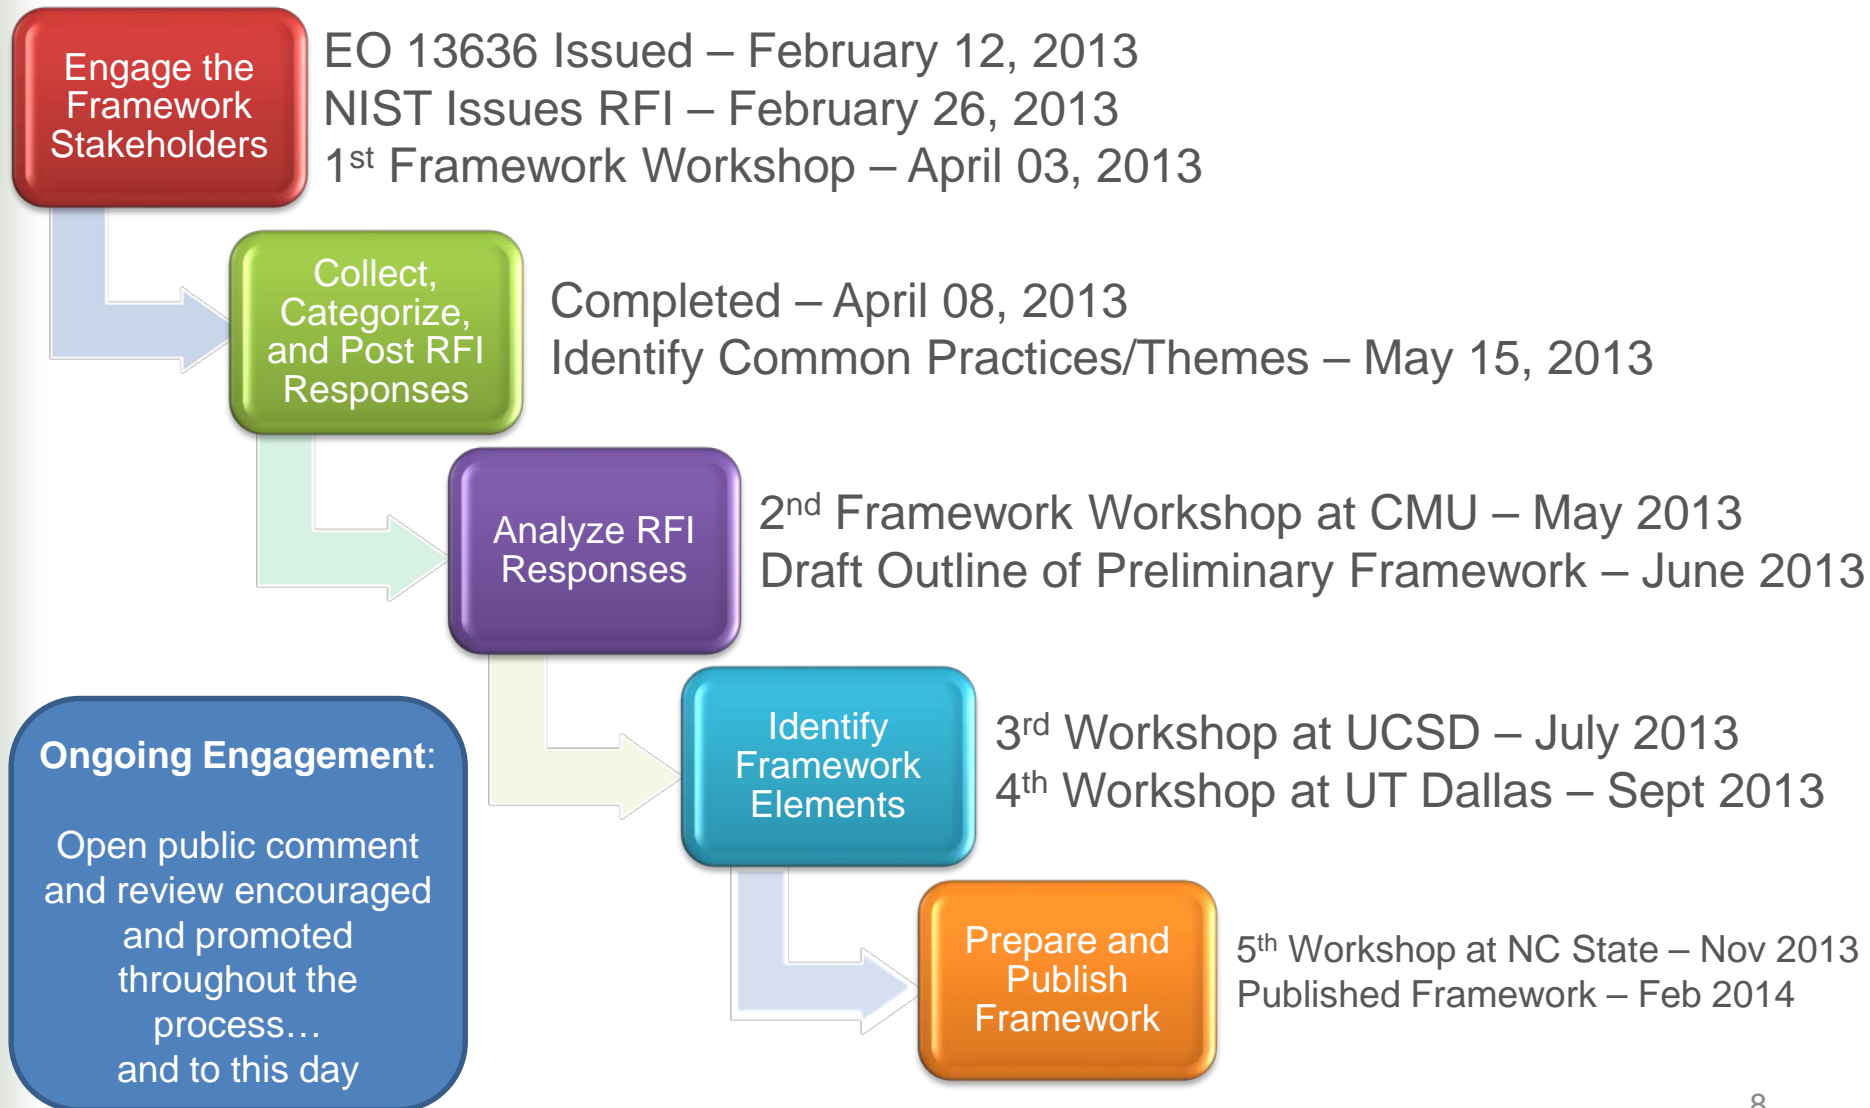 Engage the
Framework
Stakeholders
EO 13636 Issued – February 12, 2013
NIST Issues RFI – February 26, 2013
1st Framework Workshop – April 03, 2013
Collect,
Categorize,
and Post RFI
Responses
Completed – April 08, 2013
Identify Common Practices/Themes – May 15, 2013
Analyze RFI
Responses
2nd Framework Workshop at CMU – May 2013
Draft Outline of Preliminary Framework – June 2013
Identify
Framework
Elements
3rd Workshop at UCSD – July 2013
4th Workshop at UT Dallas – Sept 2013
Prepare and
Publish
Framework
5th Workshop at NC State – Nov 2013
Published Framework – Feb 2014
Ongoing Engagement:
Open public comment
and review encouraged
and promoted
throughout the
process…
and to this day
8